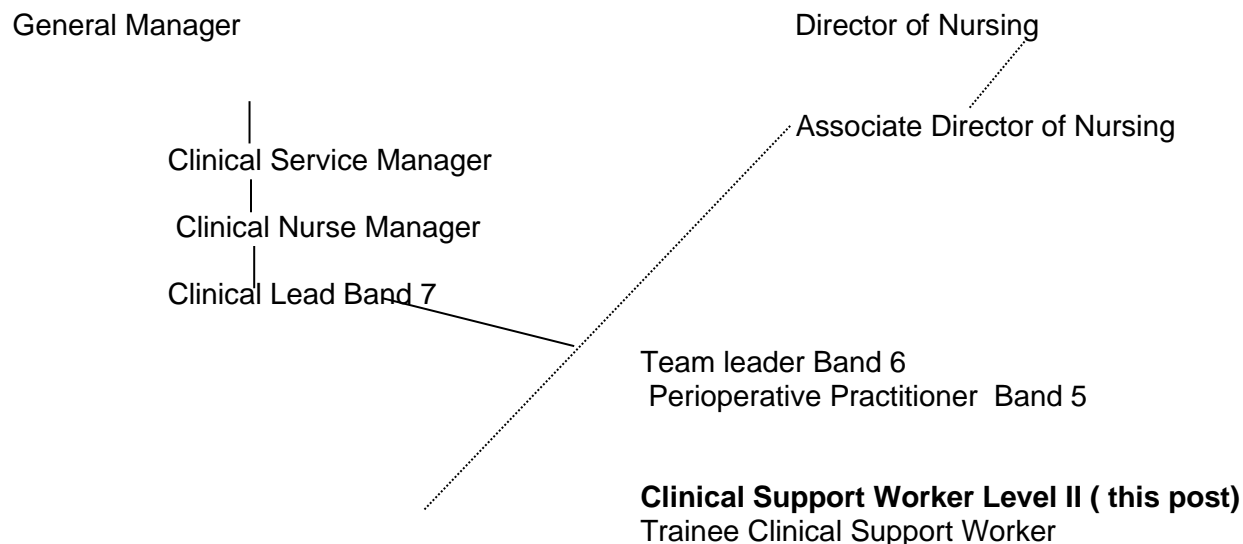 General Manager Director of Nursing
Associate Director of Nursing
Clinical Service Manager
Clinical Nurse Manager
Clinical Lead Band 7
Team leader Band 6
Perioperative Practitioner  Band 5
Clinical Support Worker Level II ( this post)
Trainee Clinical Support Worker